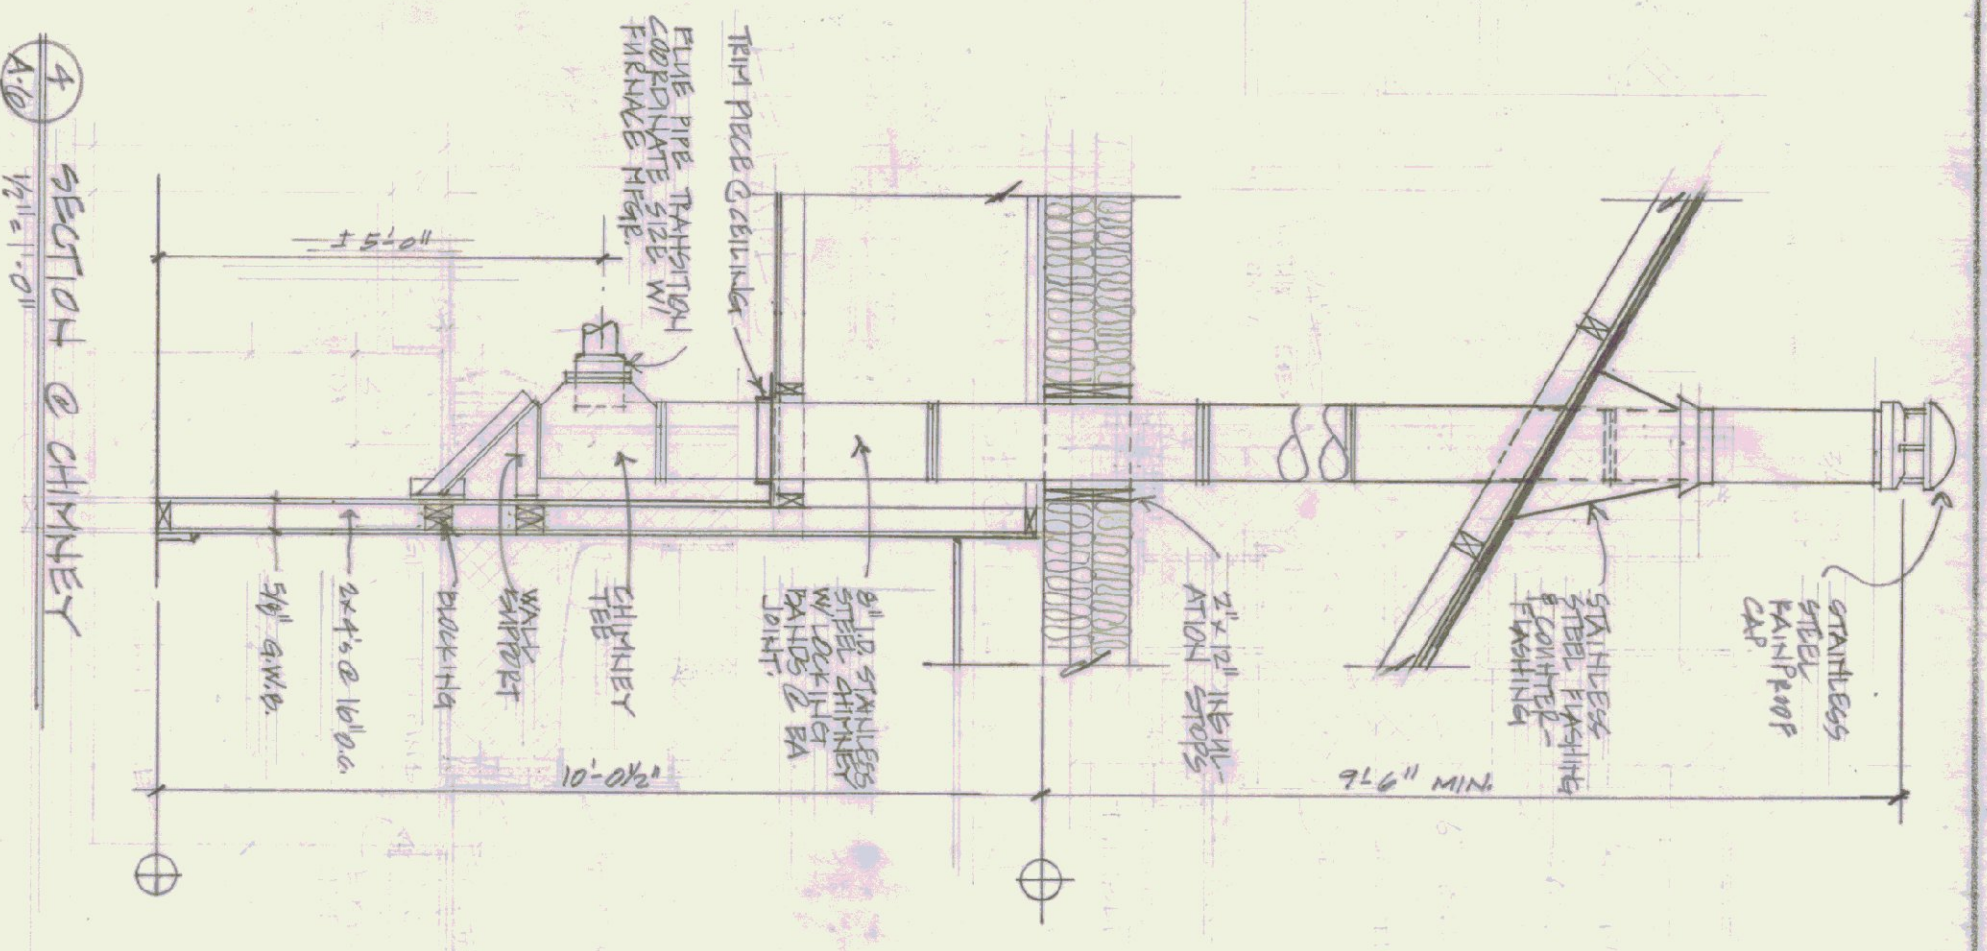 STAINLESS
STEEL
RAINPROOF
CAP
STAINLESS
STEEL FLASHING
& COUNTER-
FLASHING
9'-6" MIN.
2"x12" INSUL-
ATION STOPS
TRIM PIECE @ CEILING
8" I.D. STAINLESS
STEEL CHIMNEY
W/ LOCKING
BANDS @ EA
JOINT.
FLUE PIPE TRANSITION
COORDINATE SIZE W/
FURNACE MFGR.
CHIMNEY
TEE
10'-0 1/2"
WALL
SUPPORT
BLOCKING
± 5'-0"
2x4's @ 16" O.C.
5/8" G.W.B.
4
A-6
SECTION @ CHIMNEY
1/2" = 1'-0"